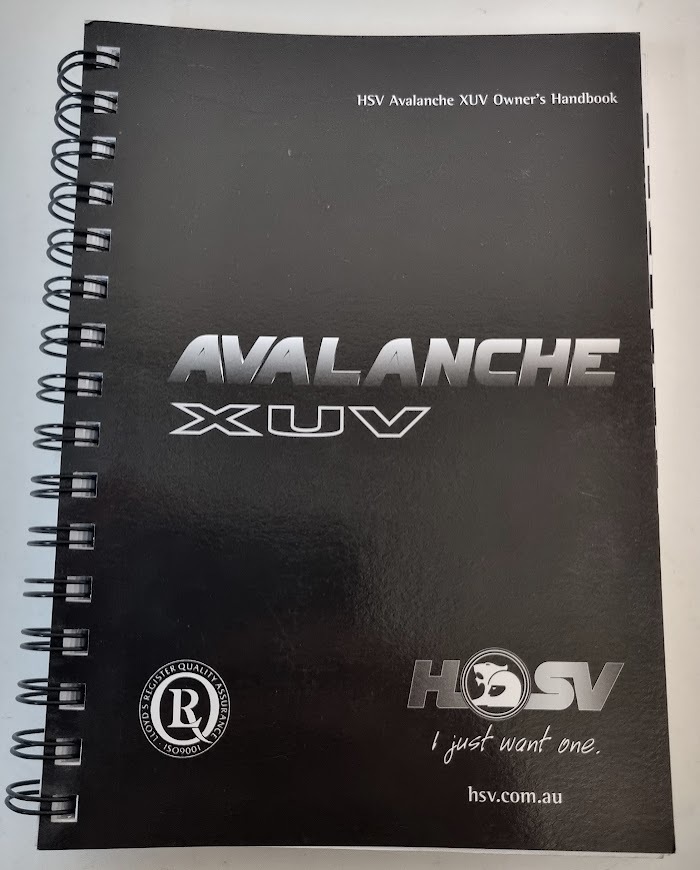 HSV Avalanche XUV Owner's Handbook
AVALANCHE
XUV
LLOYD'S REGISTER QUALITY ASSURANCE
LRQ
ISO9001
HSV
I just want one.
hsv.com.au